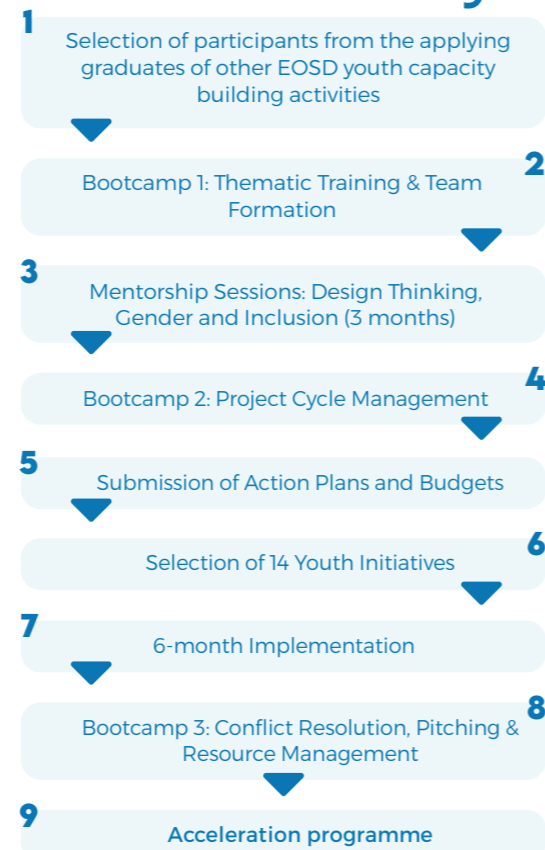 1
Selection of participants from the applying
graduates of other EOSD youth capacity
building activities
2
Bootcamp 1: Thematic Training & Team
Formation
3
Mentorship Sessions: Design Thinking,
Gender and Inclusion (3 months)
4
Bootcamp 2: Project Cycle Management
5
Submission of Action Plans and Budgets
6
Selection of 14 Youth Initiatives
7
6-month Implementation
8
Bootcamp 3: Conflict Resolution, Pitching &
Resource Management
9
Acceleration programme